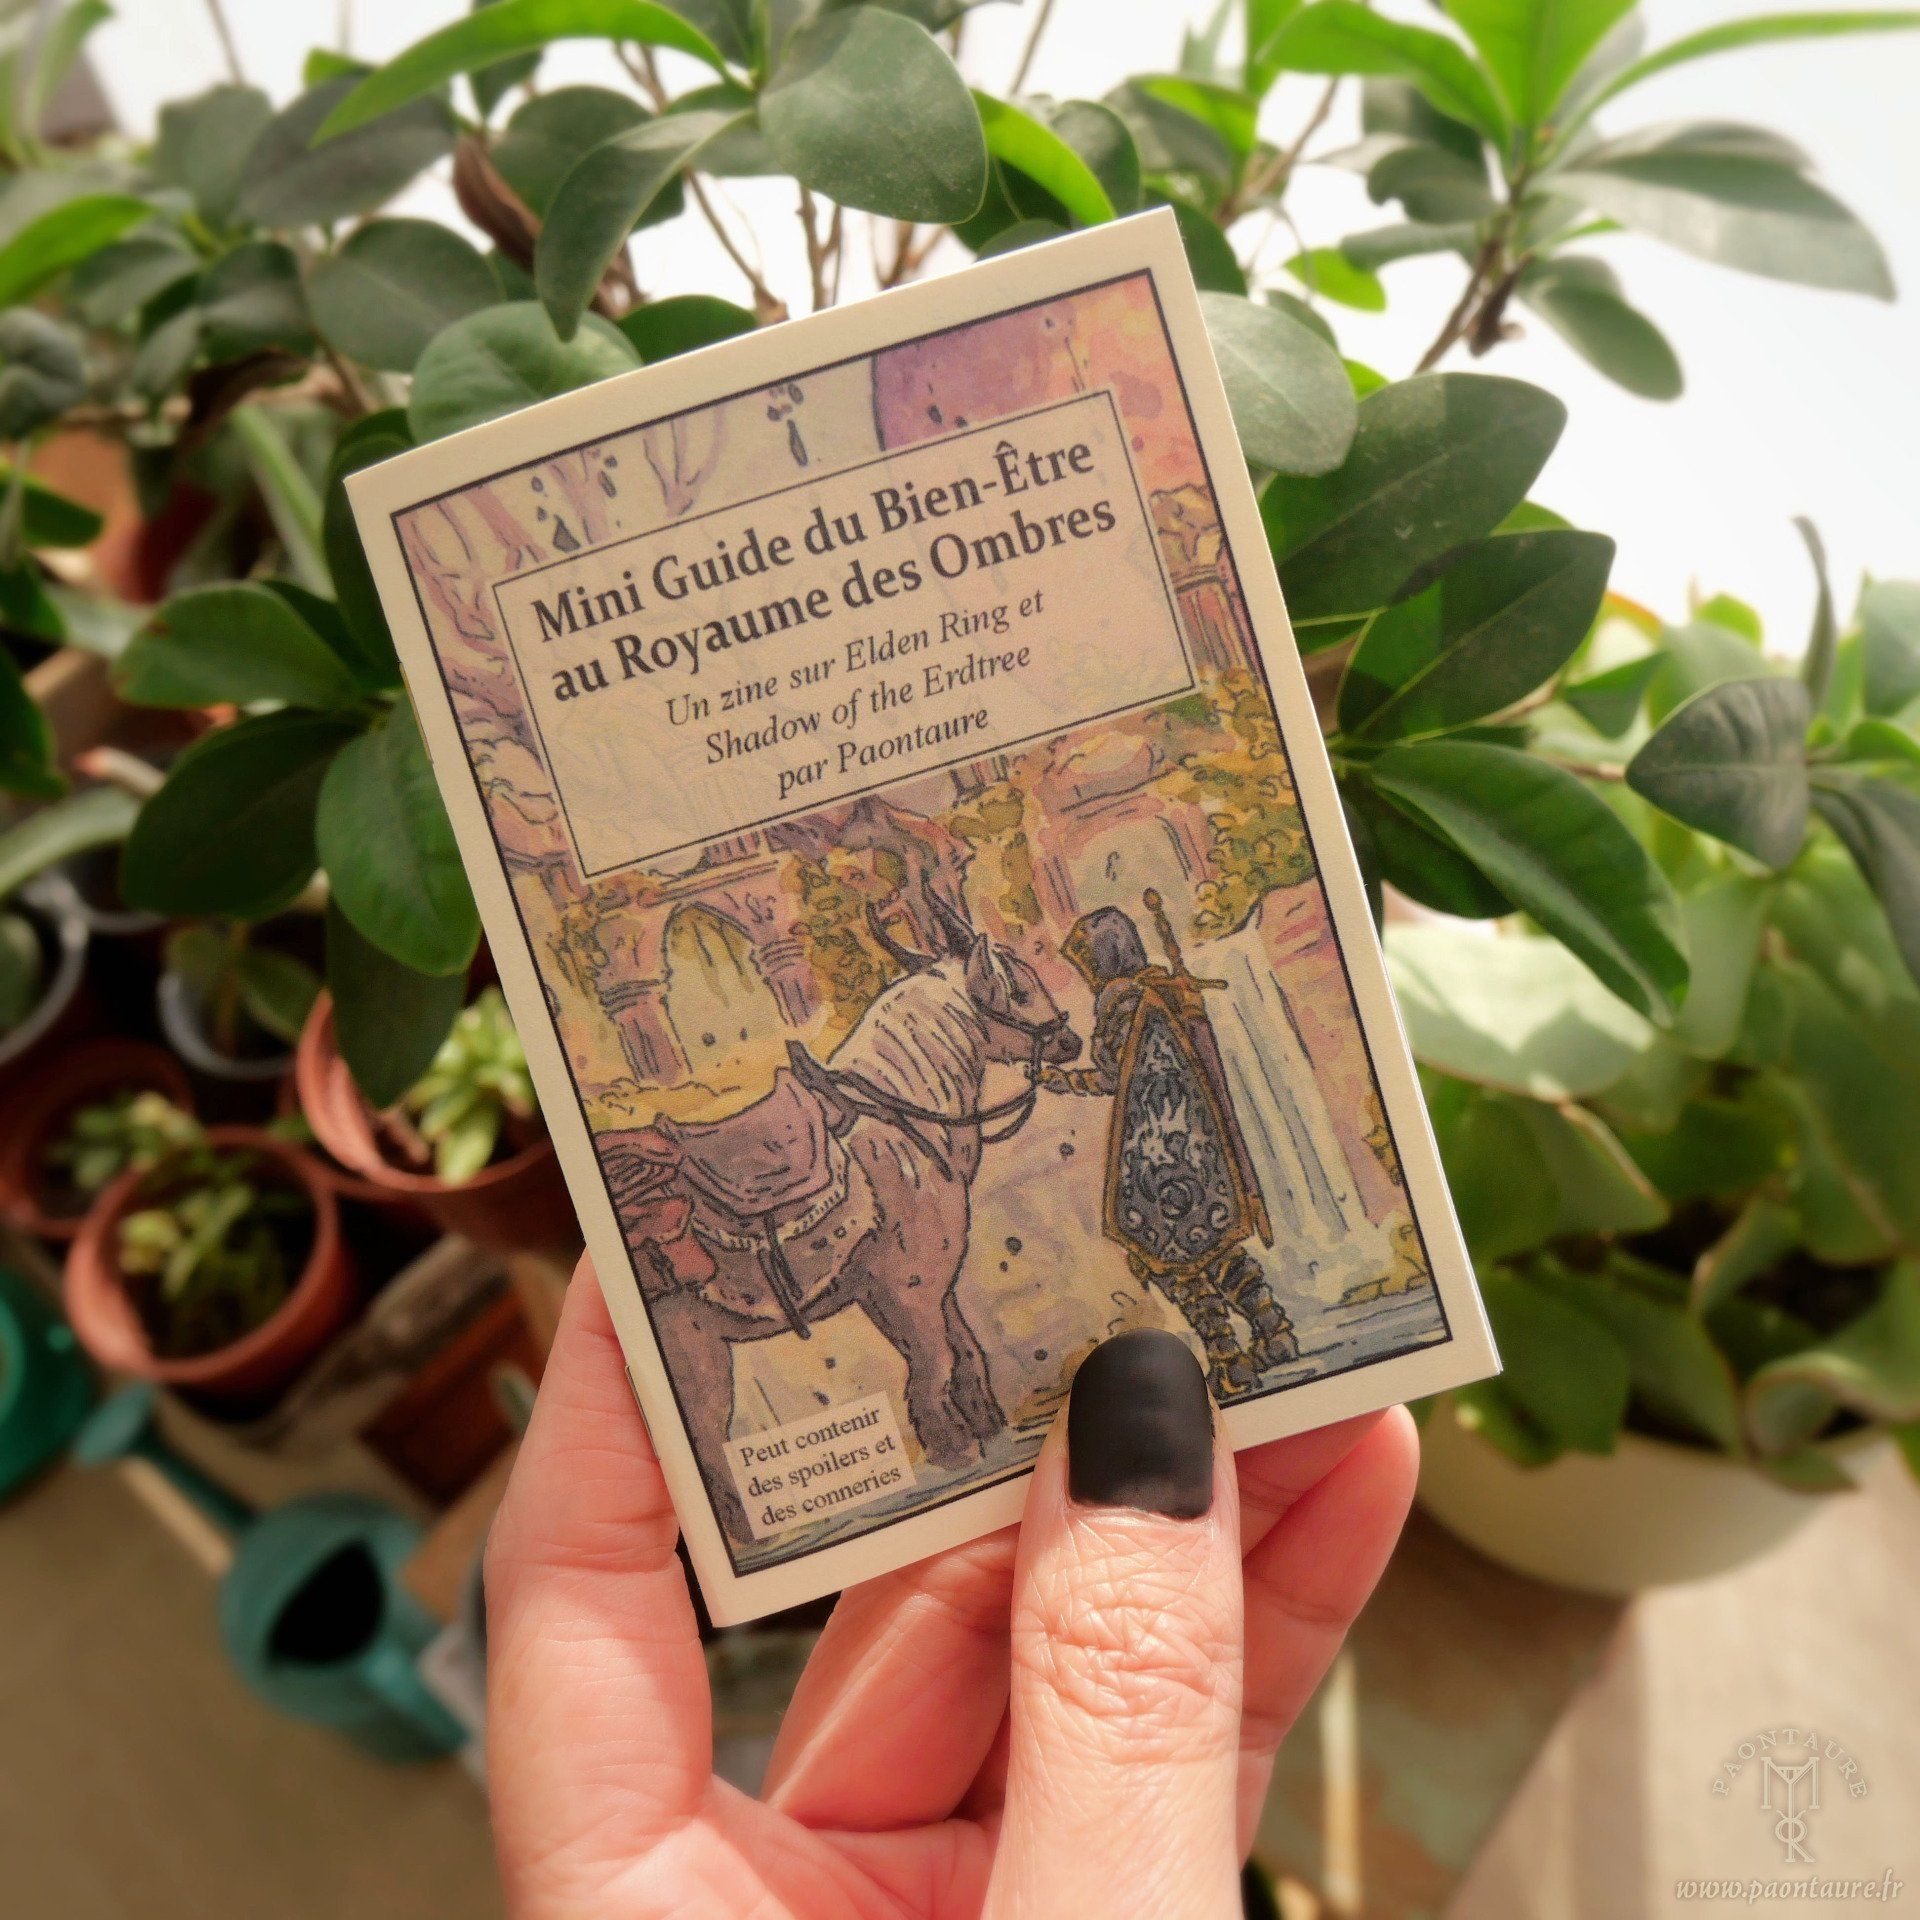 Mini Guide du Bien-Être
au Royaume des Ombres
Un zine sur Elden Ring et
Shadow of the Erdtree
par Paontaure
Peut contenir
des spoilers et
des conneries
PAONTAURE
www.paontaure.fr